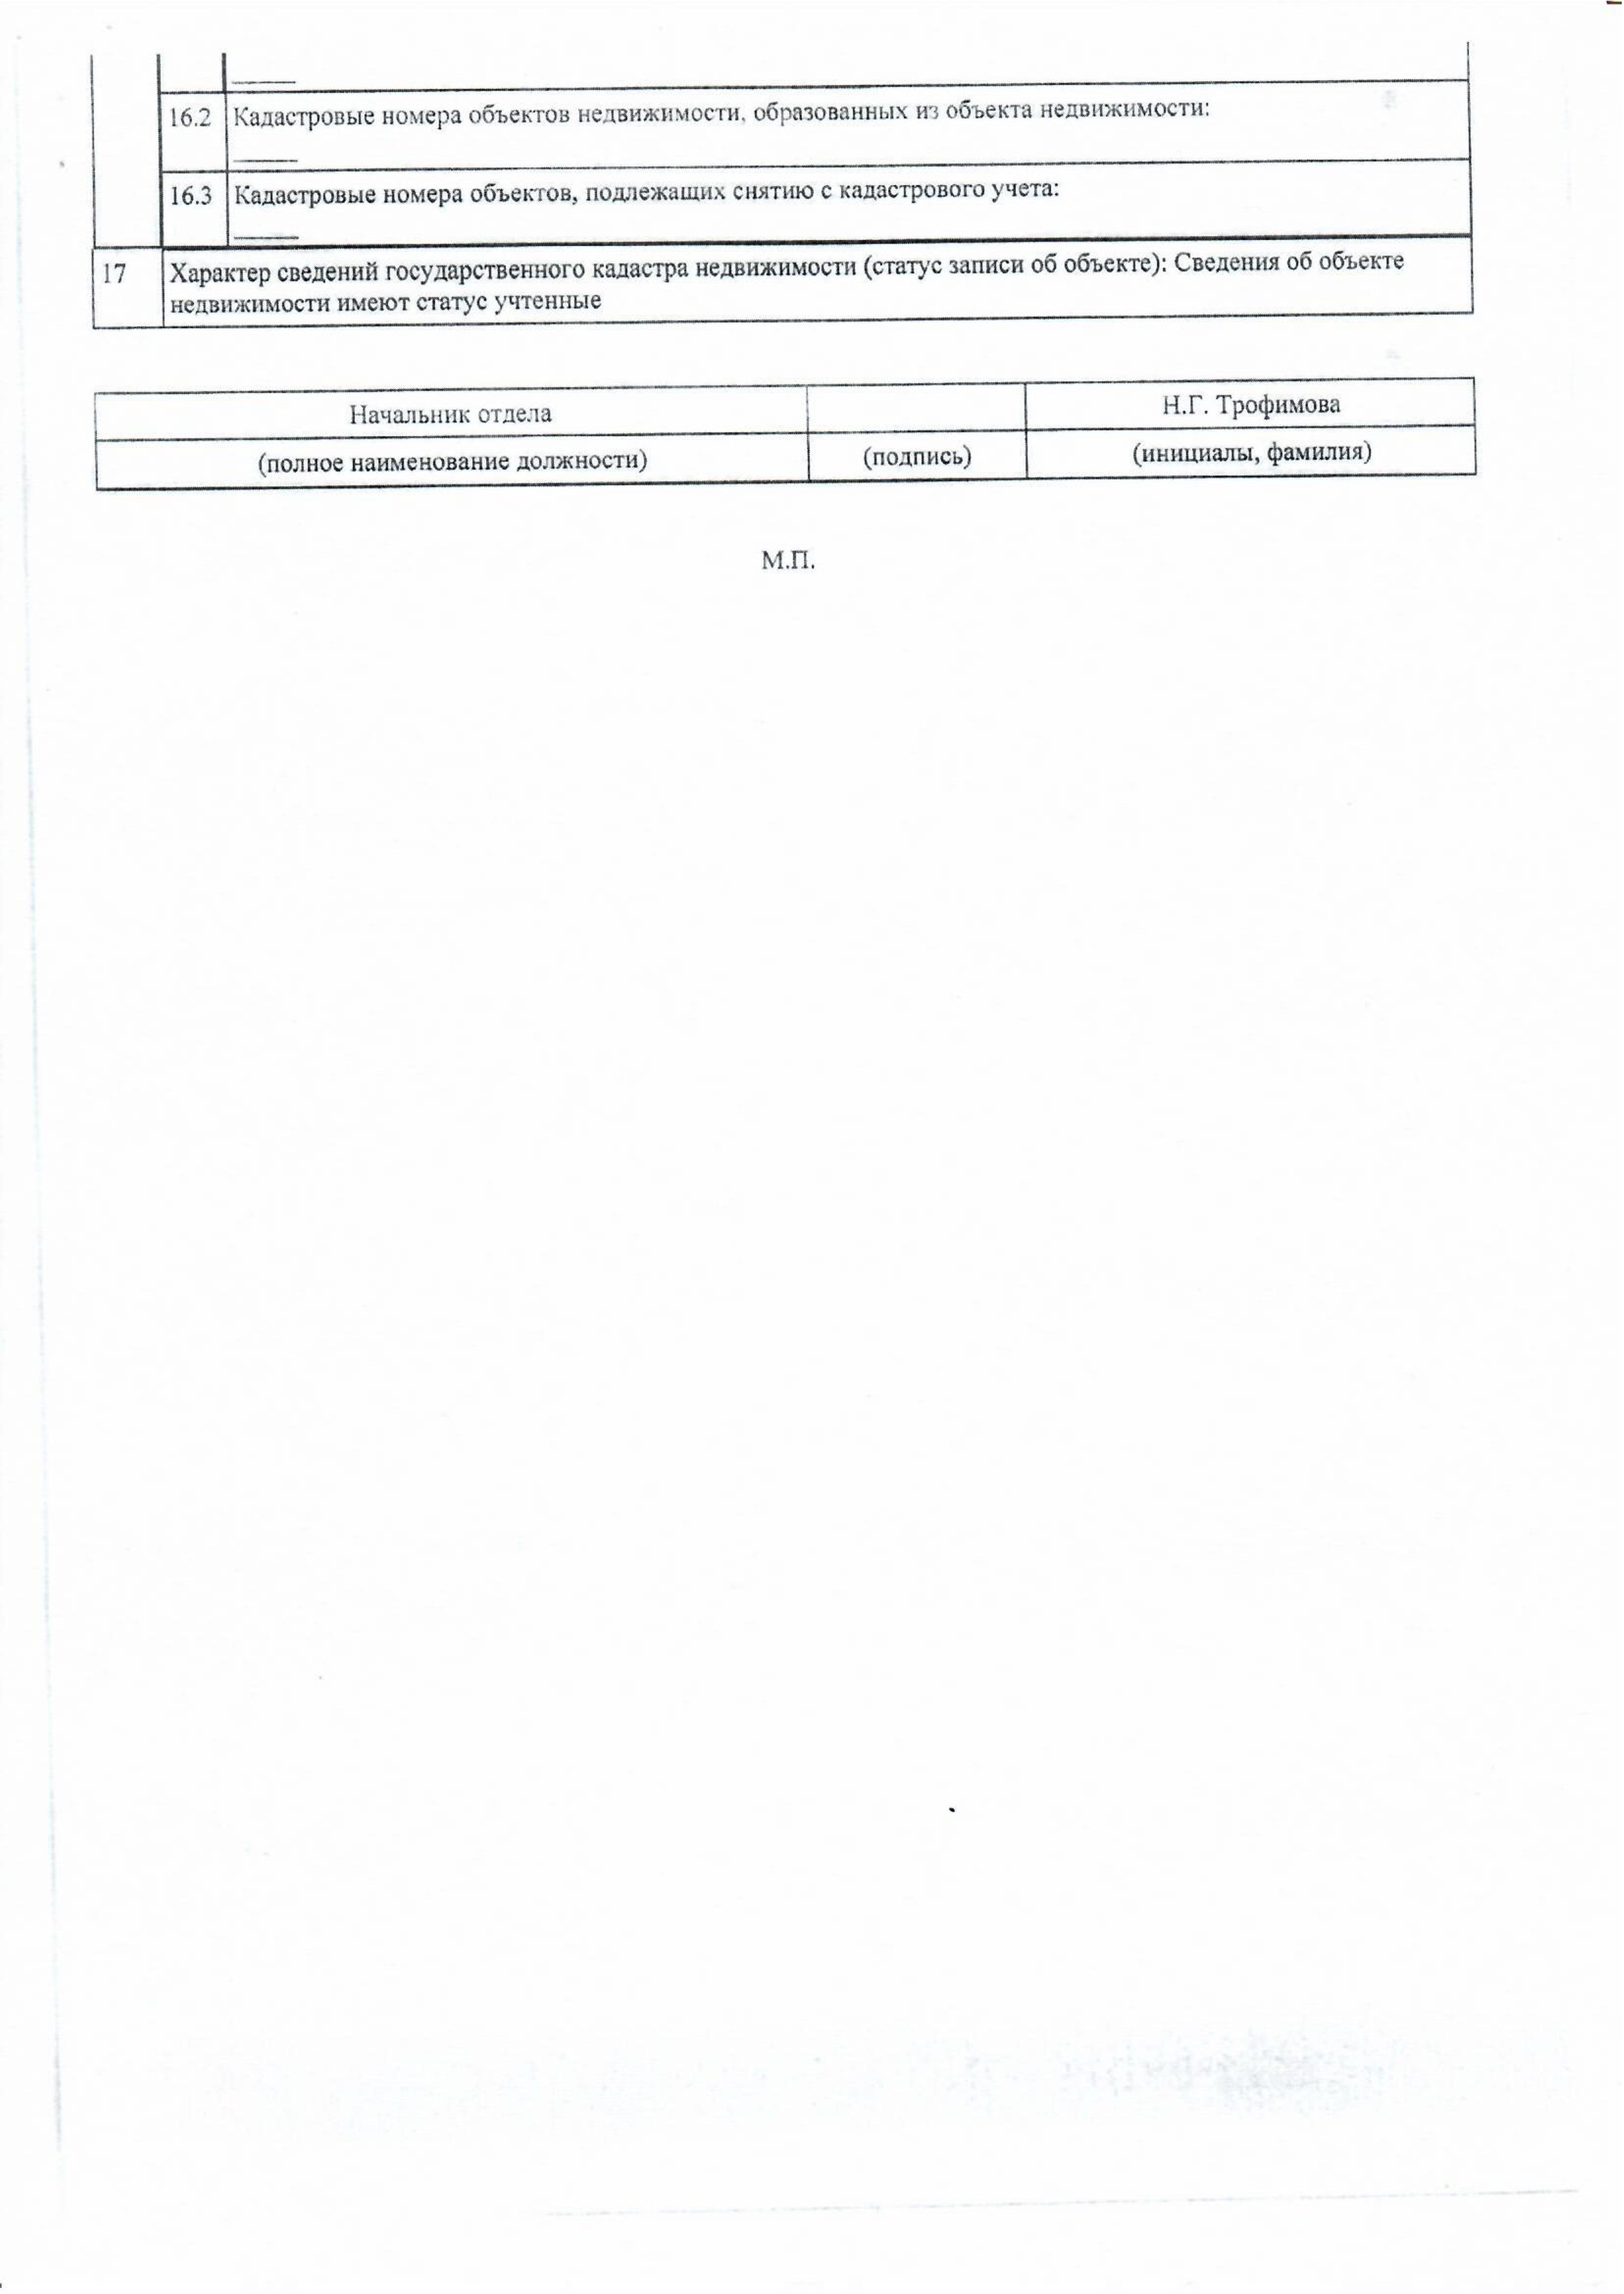 16.2 Кадастровые номера объектов недвижимости, образованных из объекта недвижимости:
_____
16.3 Кадастровые номера объектов, подлежащих снятию с кадастрового учета:
_____
17 Характер сведений государственного кадастра недвижимости (статус записи об объекте): Сведения об объекте
недвижимости имеют статус учтенные
Начальник отдела Н.Г. Трофимова
(полное наименование должности) (подпись) (инициалы, фамилия)
М.П.